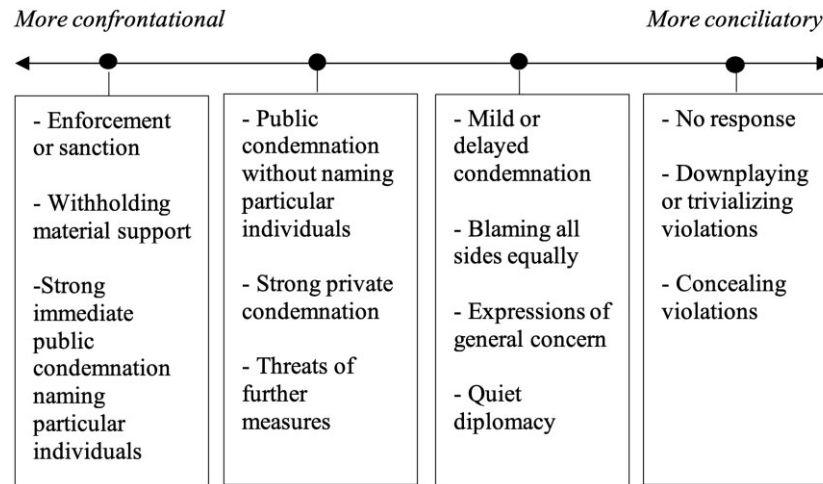 More confrontational
More conciliatory
- Enforcement
or sanction
- Withholding
material support
-Strong
immediate
public
condemnation
naming
particular
individuals
- Public
condemnation
without naming
particular
individuals
- Strong private
condemnation
- Threats of
further
measures
- Mild or
delayed
condemnation
- Blaming all
sides equally
- Expressions of
general concern
- Quiet
diplomacy
- No response
- Downplaying
or trivializing
violations
- Concealing
violations